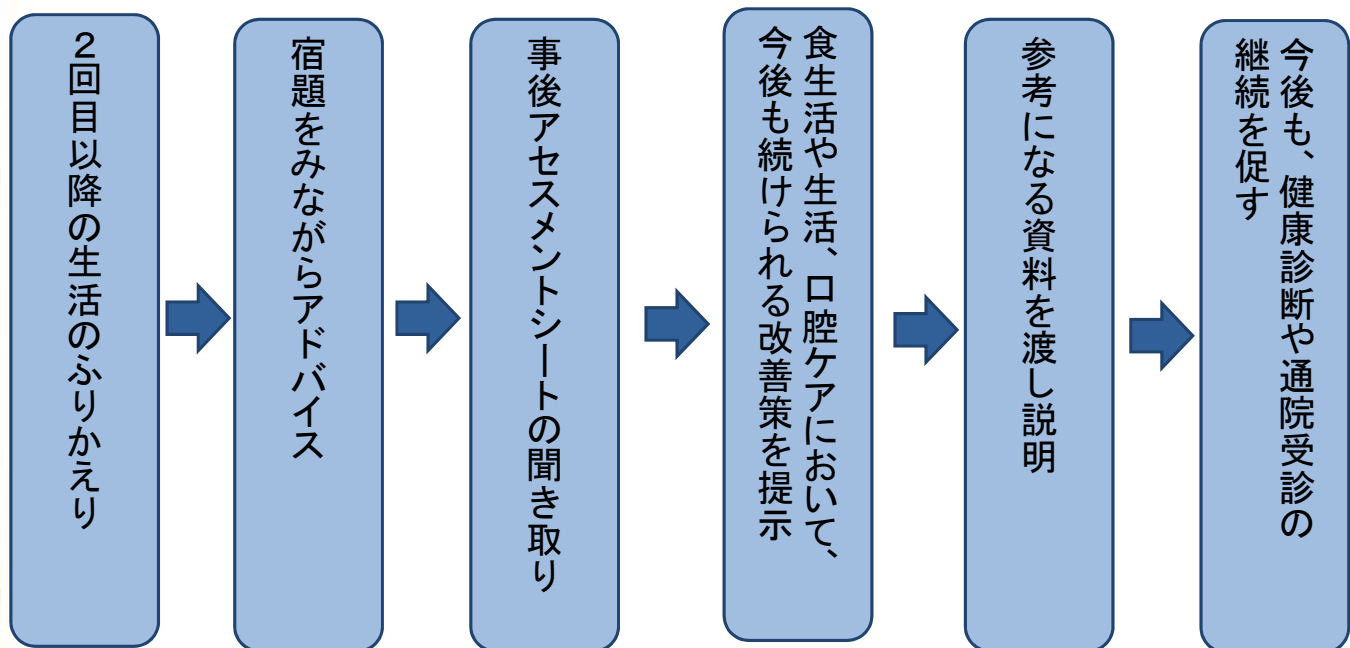 ２回目以降の生活のふりかえり
宿題をみながらアドバイス
事後アセスメントシートの聞き取り
食生活や生活、口腔ケアにおいて、
今後も続けられる改善策を提示
参考になる資料を渡し説明
今後も、健康診断や通院受診の
継続を促す